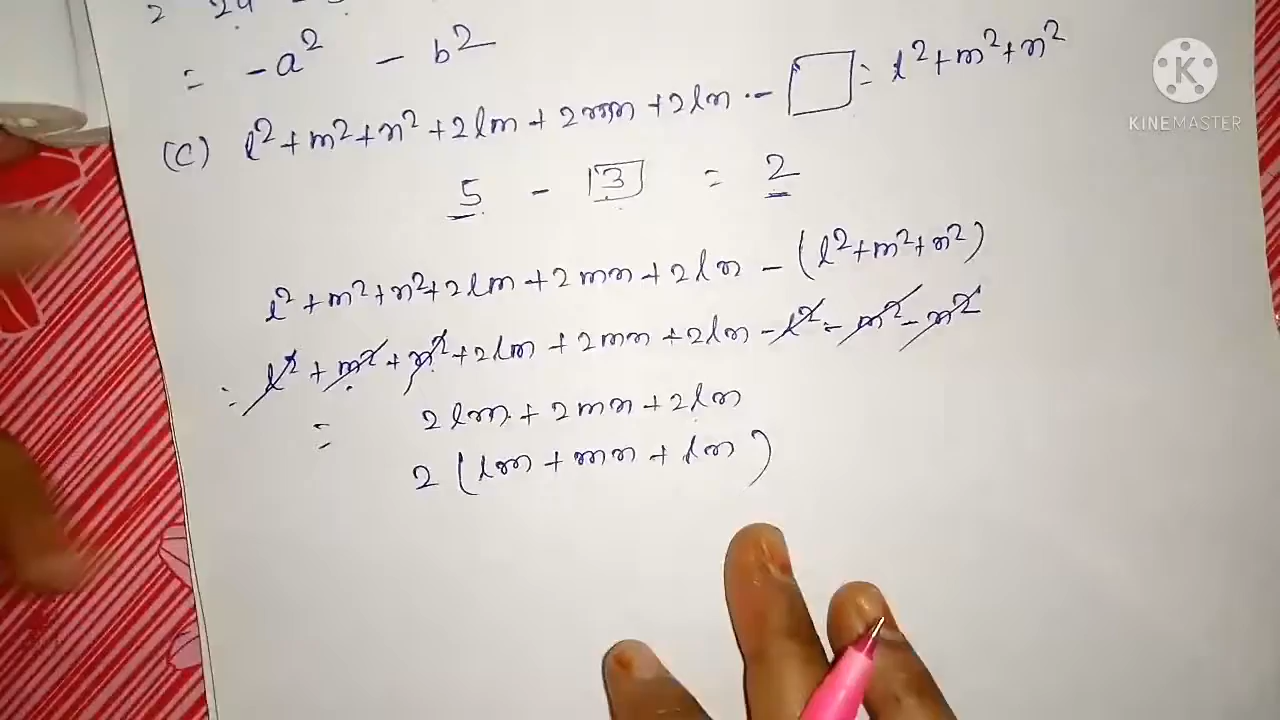 = -a² - b²
(C) l²+m²+n²+2lm+2mn+2ln - □ = l²+m²+n²
5 - 3 = 2
l²+m²+n²+2lm+2mn+2ln-(l²+m²+n²)
= l²+m²+n²+2lm+2mn+2ln-l²-m²-n²
= 2lm+2mn+2ln
2(lm+mn+ln)
K
KINEMASTER